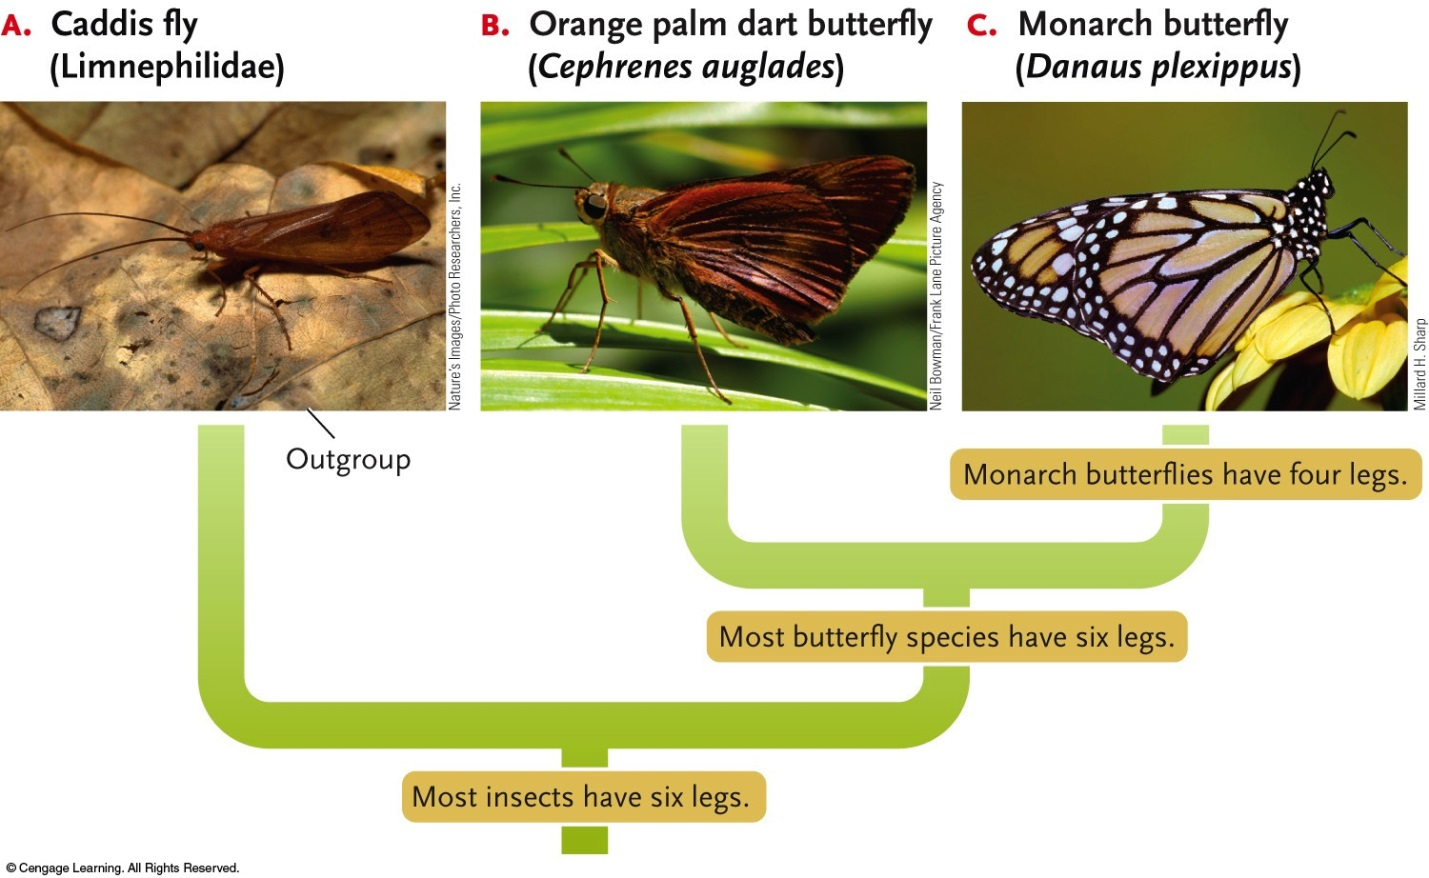 A. Caddis fly
(Limnephilidae)
B. Orange palm dart butterfly
(Cephrenes auglades)
C. Monarch butterfly
(Danaus plexippus)
Nature's Images/Photo Researchers, Inc.
Neil Bowman/Frank Lane Picture Agency
Millard H. Sharp
Outgroup
Monarch butterflies have four legs.
Most butterfly species have six legs.
Most insects have six legs.
© Cengage Learning. All Rights Reserved.